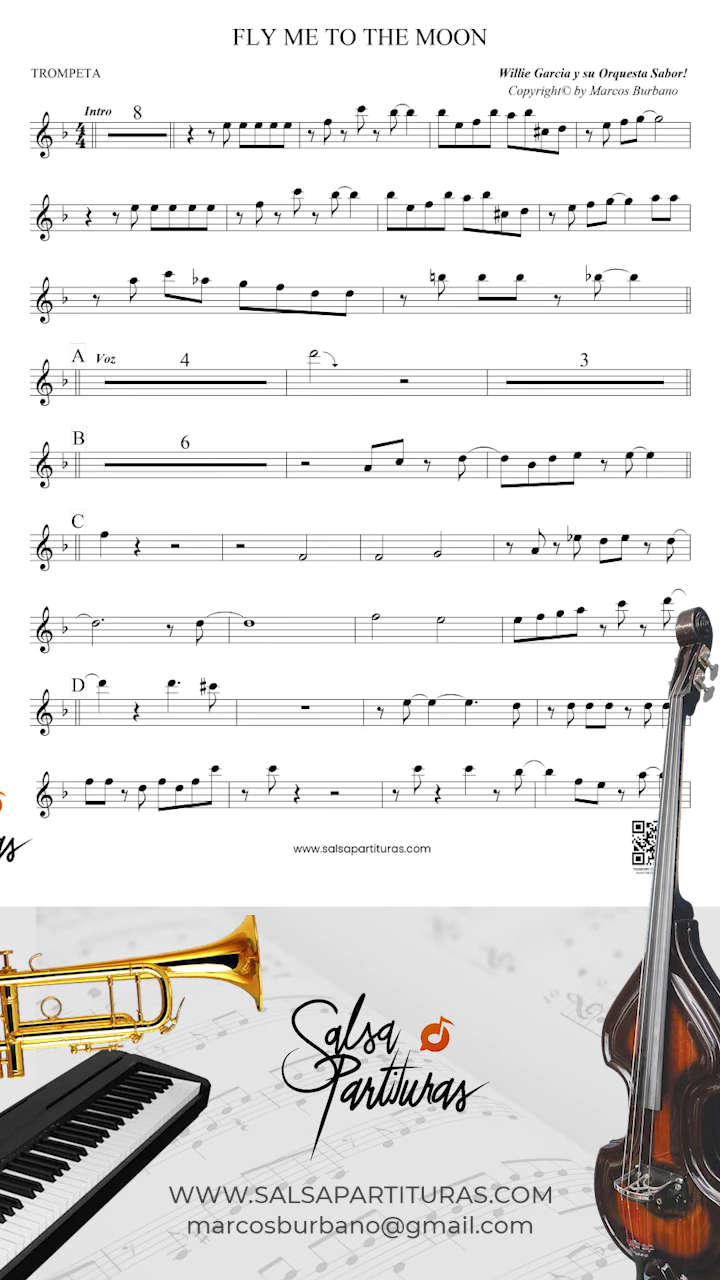 FLY ME TO THE MOON
TROMPETA
Willie Garcia y su Orquesta Sabor!
Copyright© by Marcos Burbano
Intro
8
A Voz 4 3
B 6
C
D
www.salsapartituras.com
Salsa
Partituras
WWW.SALSAPARTITURAS.COM
marcosburbano@gmail.com